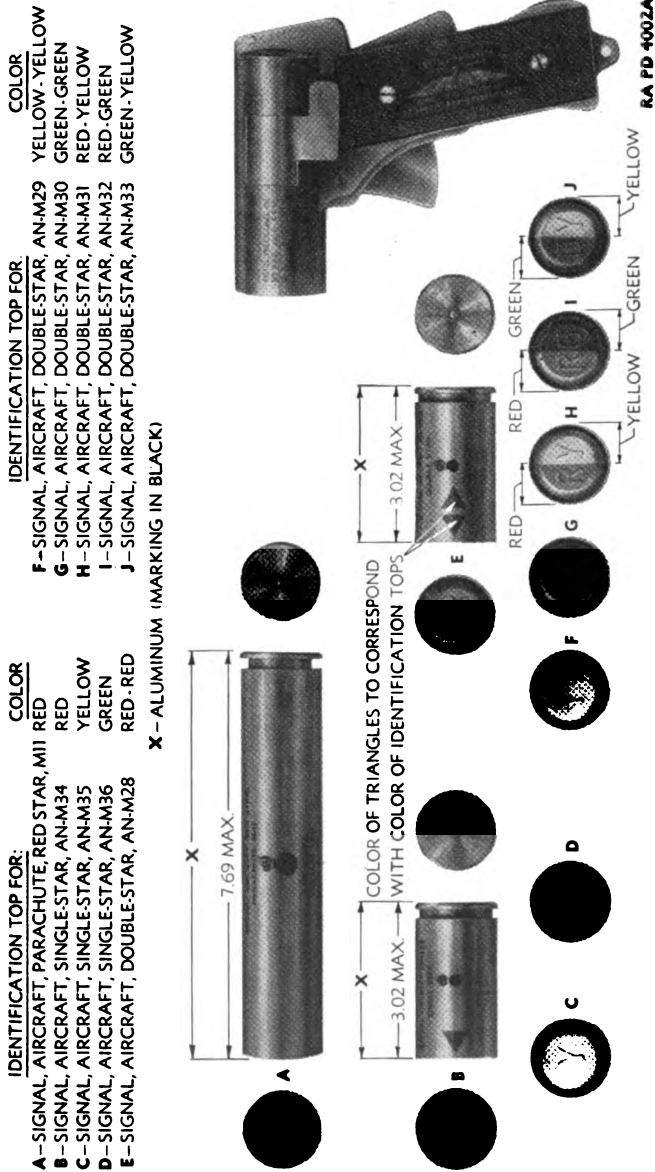 IDENTIFICATION TOP FOR:
COLOR
A–SIGNAL, AIRCRAFT, PARACHUTE, RED STAR, M11 RED
B–SIGNAL, AIRCRAFT, SINGLE-STAR, AN-M34 RED
C–SIGNAL, AIRCRAFT, SINGLE-STAR, AN-M35 YELLOW
D–SIGNAL, AIRCRAFT, SINGLE-STAR, AN-M36 GREEN
E–SIGNAL, AIRCRAFT, DOUBLE-STAR, AN-M28 RED-RED
IDENTIFICATION TOP FOR:
COLOR
F–SIGNAL, AIRCRAFT, DOUBLE-STAR, AN-M29 YELLOW-YELLOW
G–SIGNAL, AIRCRAFT, DOUBLE-STAR, AN-M30 GREEN-GREEN
H–SIGNAL, AIRCRAFT, DOUBLE-STAR, AN-M31 RED-YELLOW
I–SIGNAL, AIRCRAFT, DOUBLE-STAR, AN-M32 RED-GREEN
J–SIGNAL, AIRCRAFT, DOUBLE-STAR, AN-M33 GREEN-YELLOW
X–ALUMINUM (MARKING IN BLACK)
X
7.69 MAX.
A
COLOR OF TRIANGLES TO CORRESPOND
WITH COLOR OF IDENTIFICATION TOPS
X
3.02 MAX.
B
X
3.02 MAX.
E
RED
RED
GREEN
Y
C
D
F
G
R Y
H
R G
I
Y
J
YELLOW
GREEN
YELLOW
RA PD 4002A